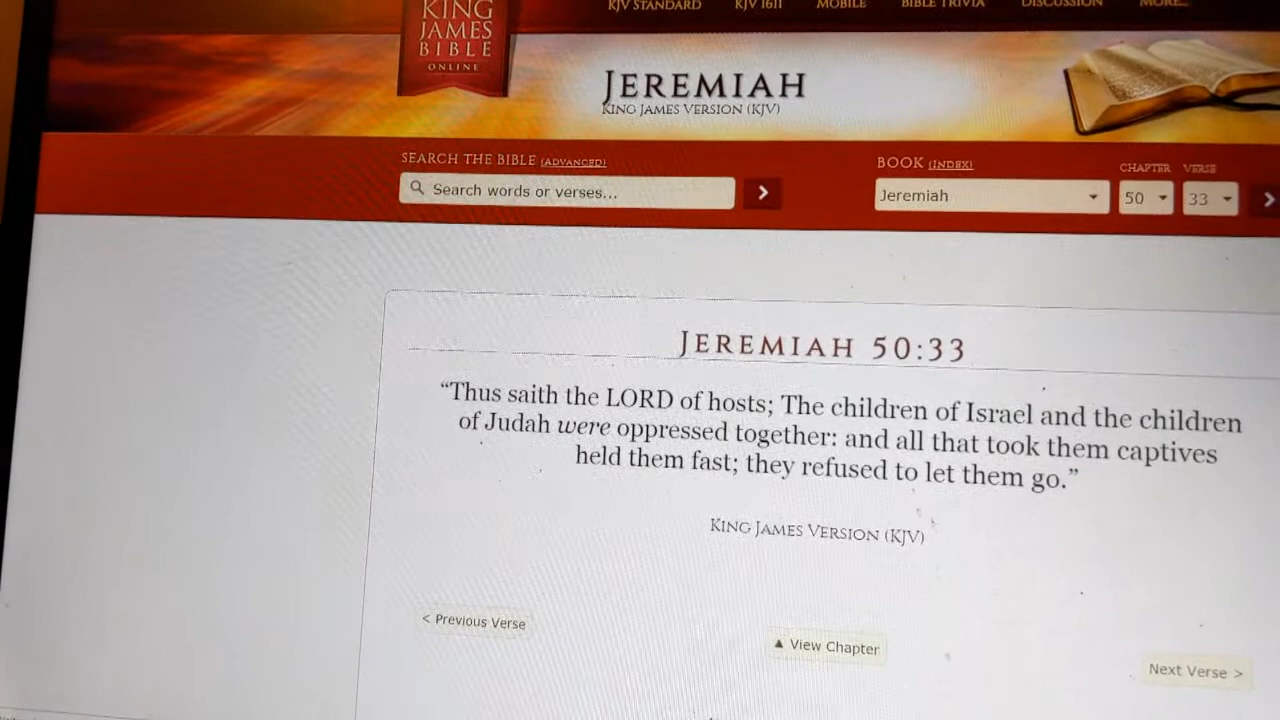 KING
JAMES
BIBLE
ONLINE
KJV STANDARD KJV 1611 MOBILE BIBLE TRIVIA DISCUSSION MORE...
JEREMIAH
KING JAMES VERSION (KJV)
SEARCH THE BIBLE (ADVANCED)
Search words or verses...
BOOK (INDEX) CHAPTER VERSE
Jeremiah 50 33
JEREMIAH 50:33
“Thus saith the LORD of hosts; The children of Israel and the children
of Judah were oppressed together: and all that took them captives
held them fast; they refused to let them go.”
KING JAMES VERSION (KJV)
< Previous Verse
▲ View Chapter
Next Verse >